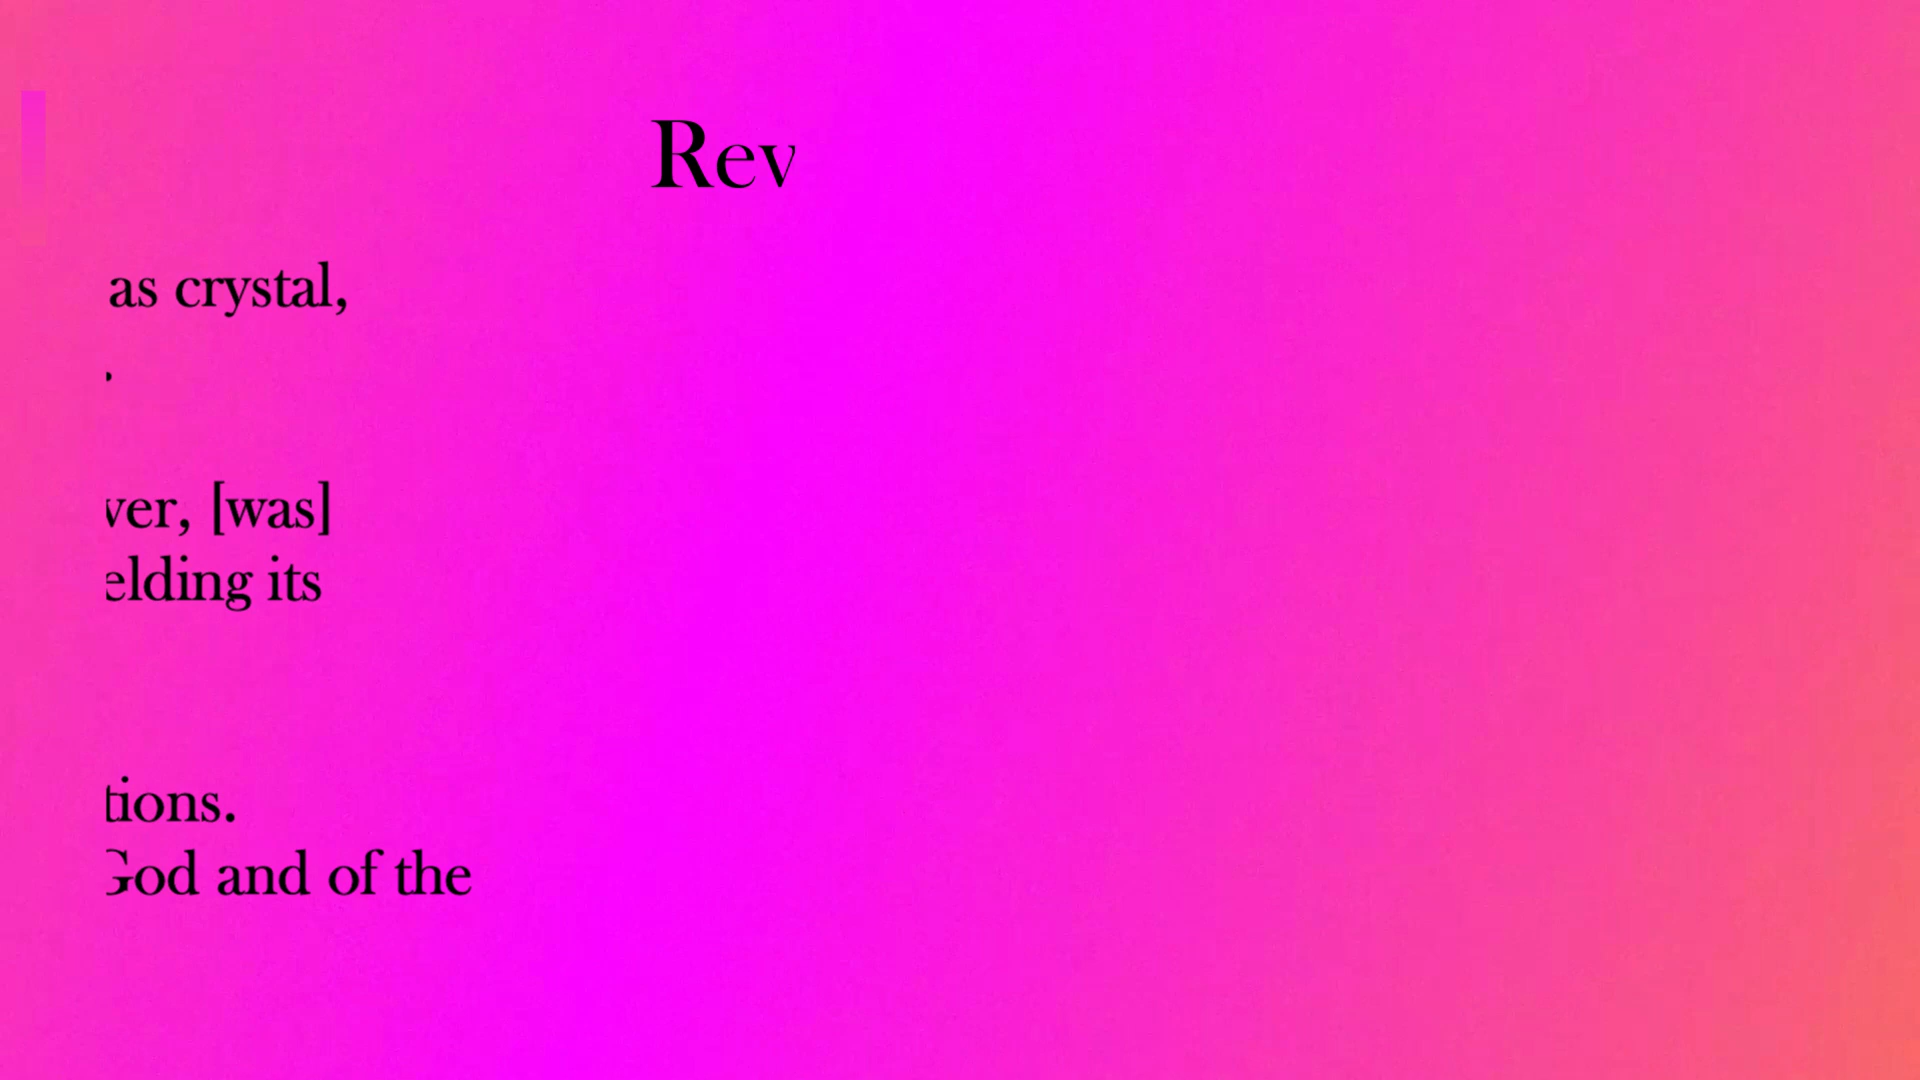 Rev
as crystal,
.
ver, [was]
elding its
tions.
God and of the